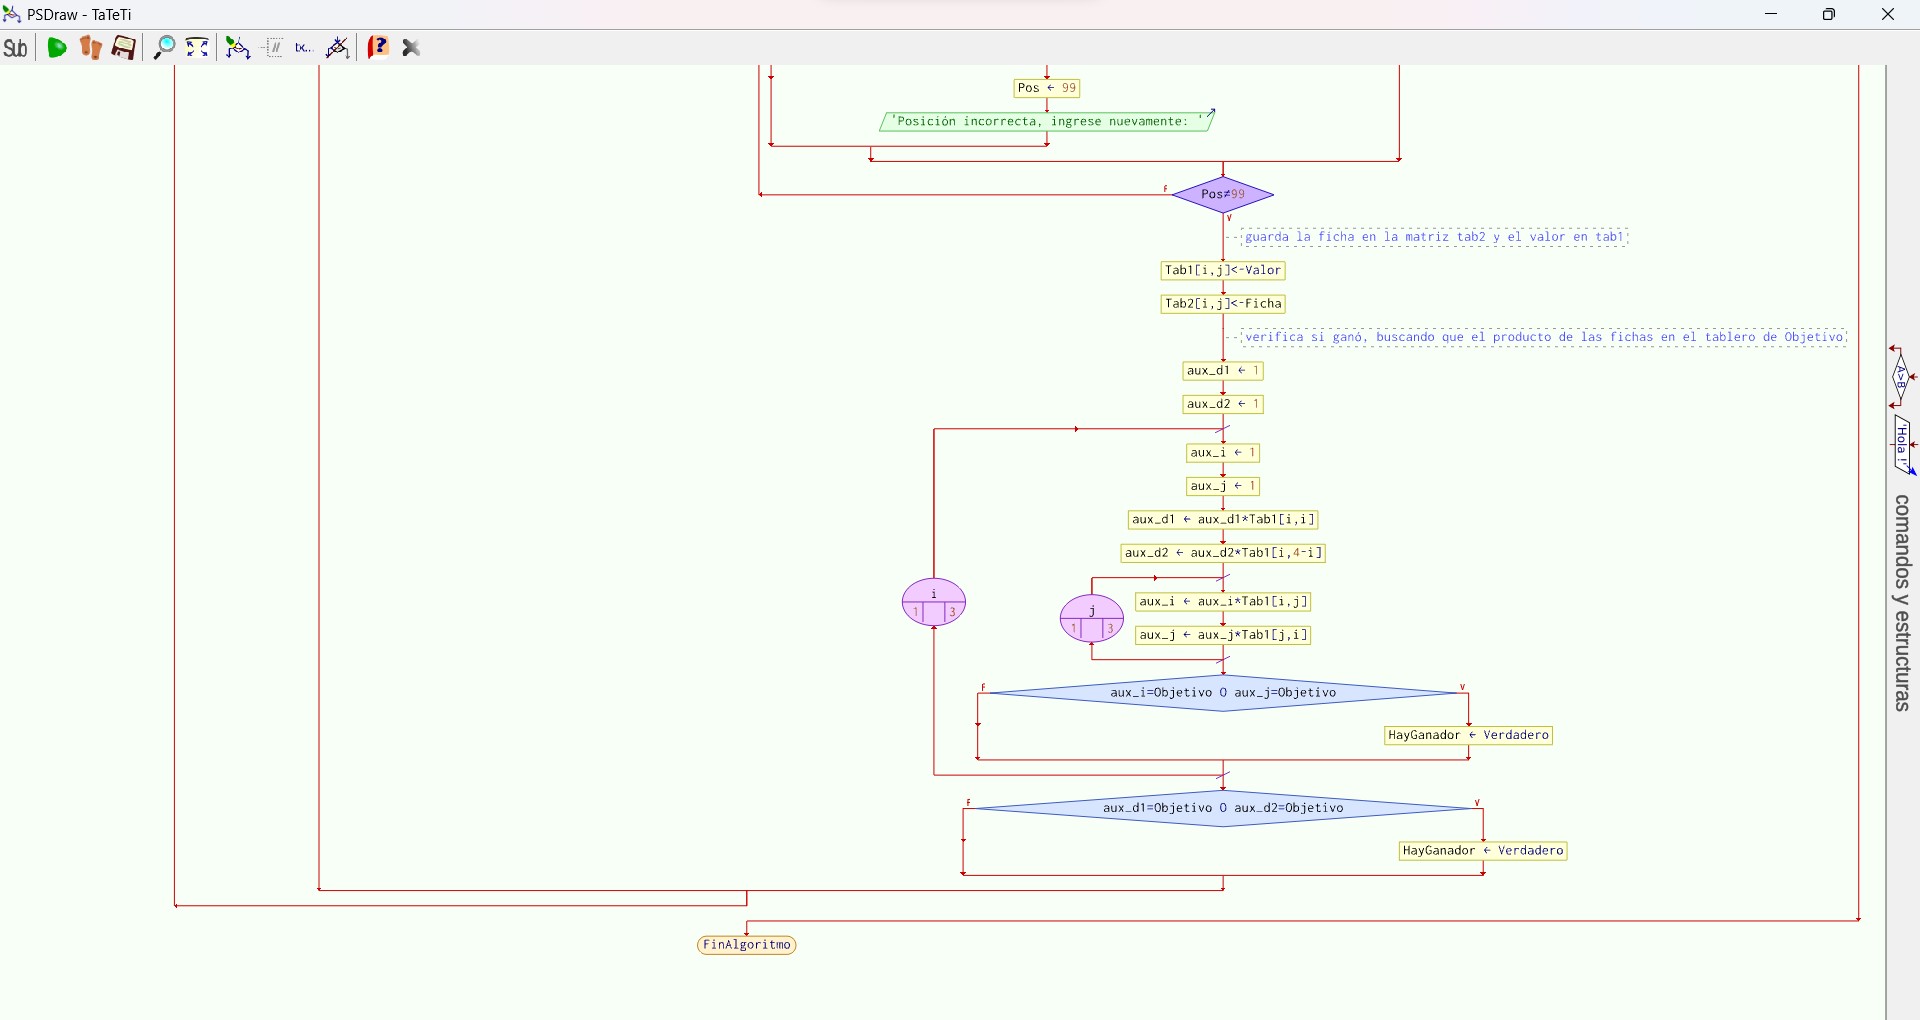 PSDraw - TaTeTi
Sub
tx...
?
Pos ← 99
'Posición incorrecta, ingrese nuevamente: '
F
Pos≠99
V
guarda la ficha en la matriz tab2 y el valor en tab1
Tab1[i,j]<-Valor
Tab2[i,j]<-Ficha
verifica si ganó, buscando que el producto de las fichas en el tablero de Objetivo
aux_d1 ← 1
aux_d2 ← 1
aux_i ← 1
aux_j ← 1
aux_d1 ← aux_d1*Tab1[i,i]
aux_d2 ← aux_d2*Tab1[i,4-i]
i
1 3
j
1 3
aux_i ← aux_i*Tab1[i,j]
aux_j ← aux_j*Tab1[j,i]
F
aux_i=Objetivo O aux_j=Objetivo
V
HayGanador ← Verdadero
F
aux_d1=Objetivo O aux_d2=Objetivo
V
HayGanador ← Verdadero
FinAlgoritmo
A>B
'Hola !'
comandos y estructuras